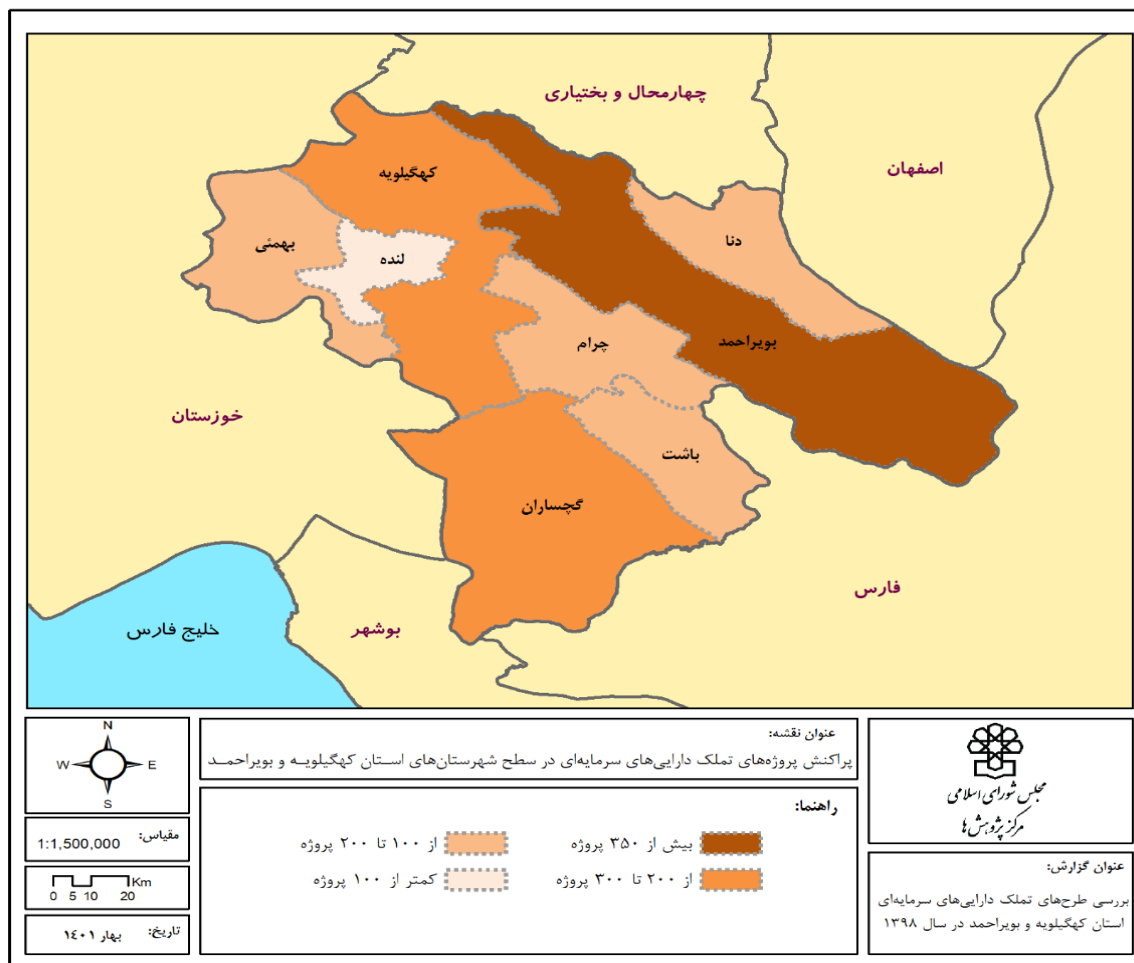 چهارمحال و بختیاری
اصفهان
کهگیلویه
دنا
بهمئی
لنده
بویراحمد
چرام
خوزستان
باشت
گچساران
فارس
خلیج فارس
بوشهر
N
W
E
S
عنوان نقشه:
پراکنش پروژه‌های تملک دارایی‌های سرمایه‌ای در سطح شهرستان‌های استان کهگیلویه و بویراحمد
مجلس شورای اسلامی
مرکز پژوهش‌ها
راهنما:
بیش از ۳۵۰ پروژه
از ۱۰۰ تا ۲۰۰ پروژه
از ۲۰۰ تا ۳۰۰ پروژه
کمتر از ۱۰۰ پروژه
مقیاس:
1:1,500,000
Km
0 5 10 20
تاریخ:
بهار ۱۴۰۱
عنوان گزارش:
بررسی طرح‌های تملک دارایی‌های سرمایه‌ای
استان کهگیلویه و بویراحمد در سال ۱۳۹۸